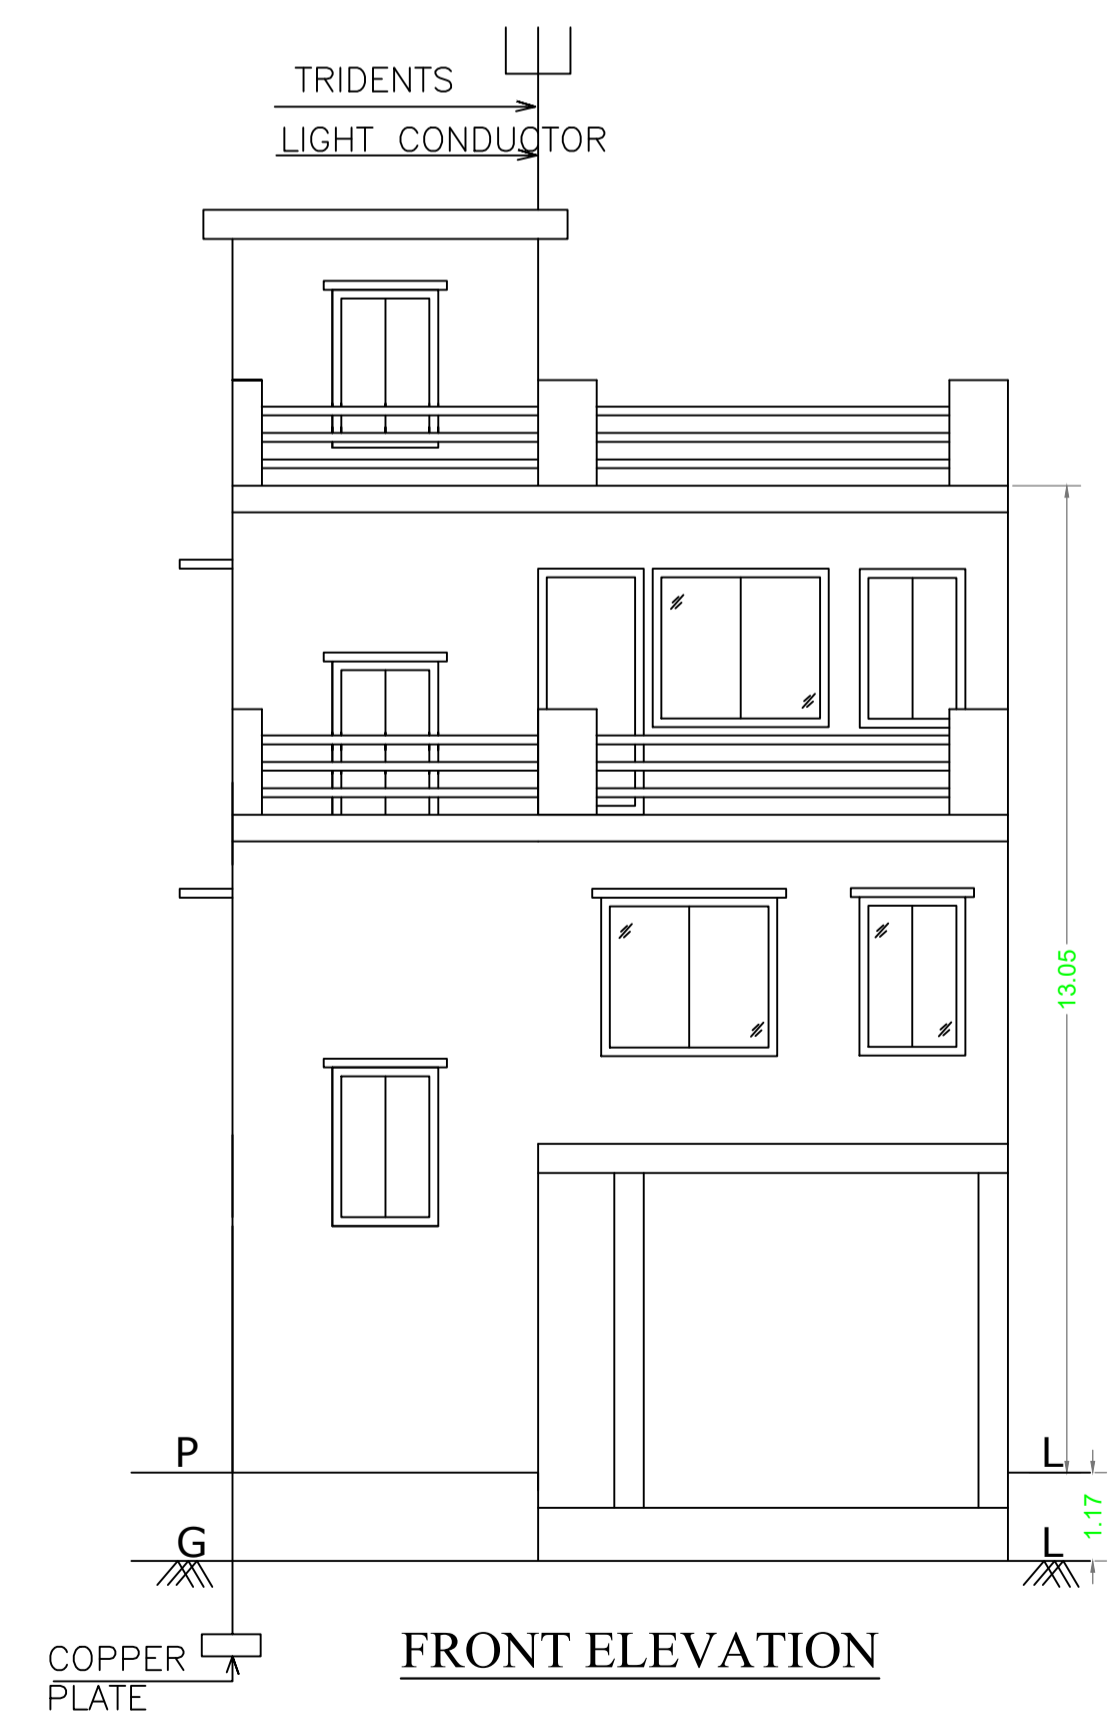 TRIDENTS
LIGHT CONDUCTOR
13.05
P L
1.17
G L
COPPER
PLATE
FRONT ELEVATION